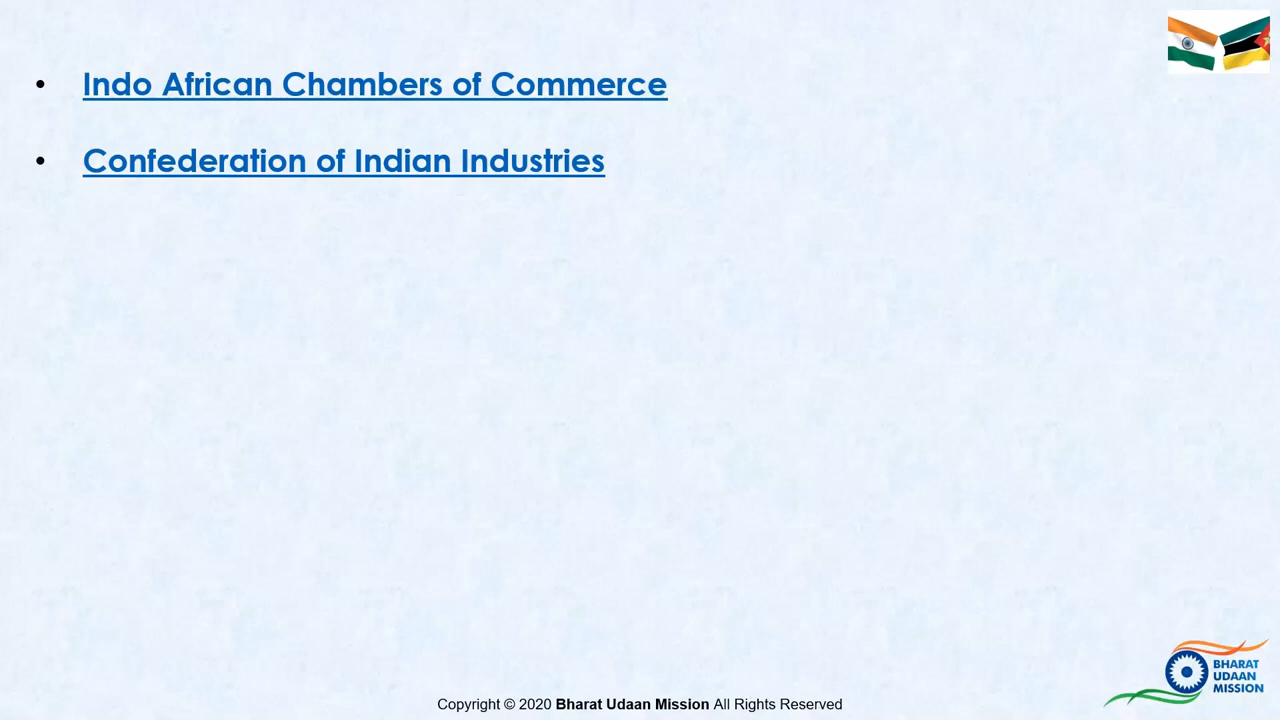 • Indo African Chambers of Commerce
• Confederation of Indian Industries
BHARAT
UDAAN
MISSION
Copyright © 2020 Bharat Udaan Mission All Rights Reserved